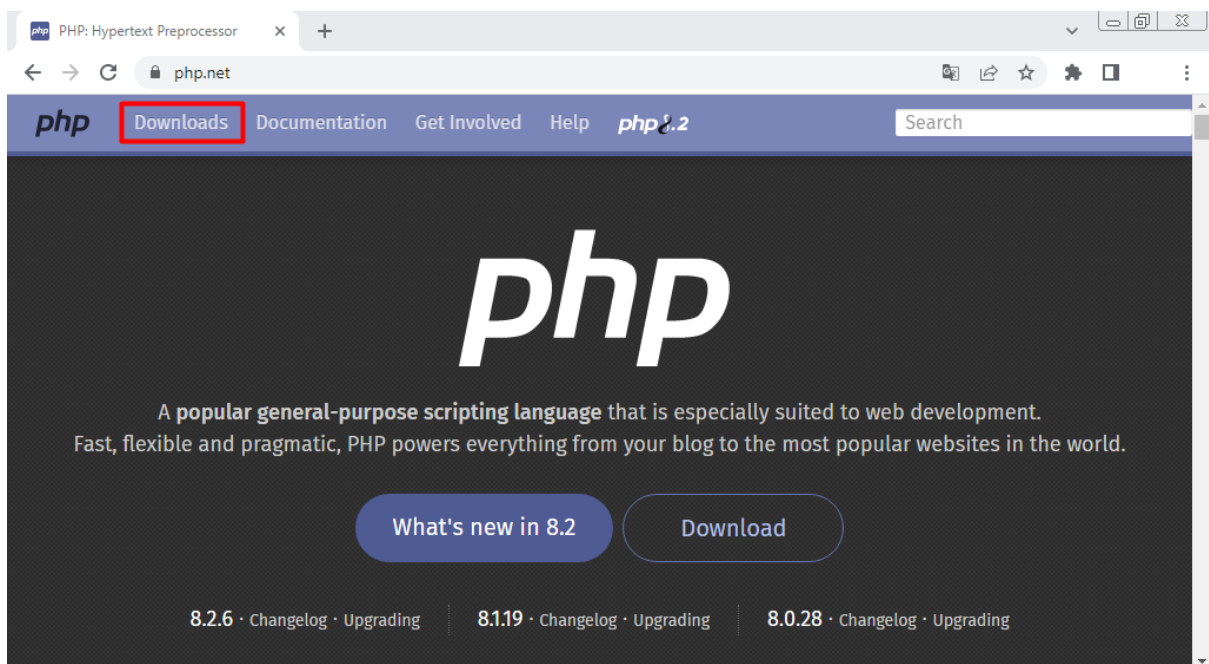 php PHP: Hypertext Preprocessor
php.net
php Downloads Documentation Get Involved Help php8.2 Search
php
A popular general-purpose scripting language that is especially suited to web development.
Fast, flexible and pragmatic, PHP powers everything from your blog to the most popular websites in the world.
What's new in 8.2 Download
8.2.6 · Changelog · Upgrading 8.1.19 · Changelog · Upgrading 8.0.28 · Changelog · Upgrading